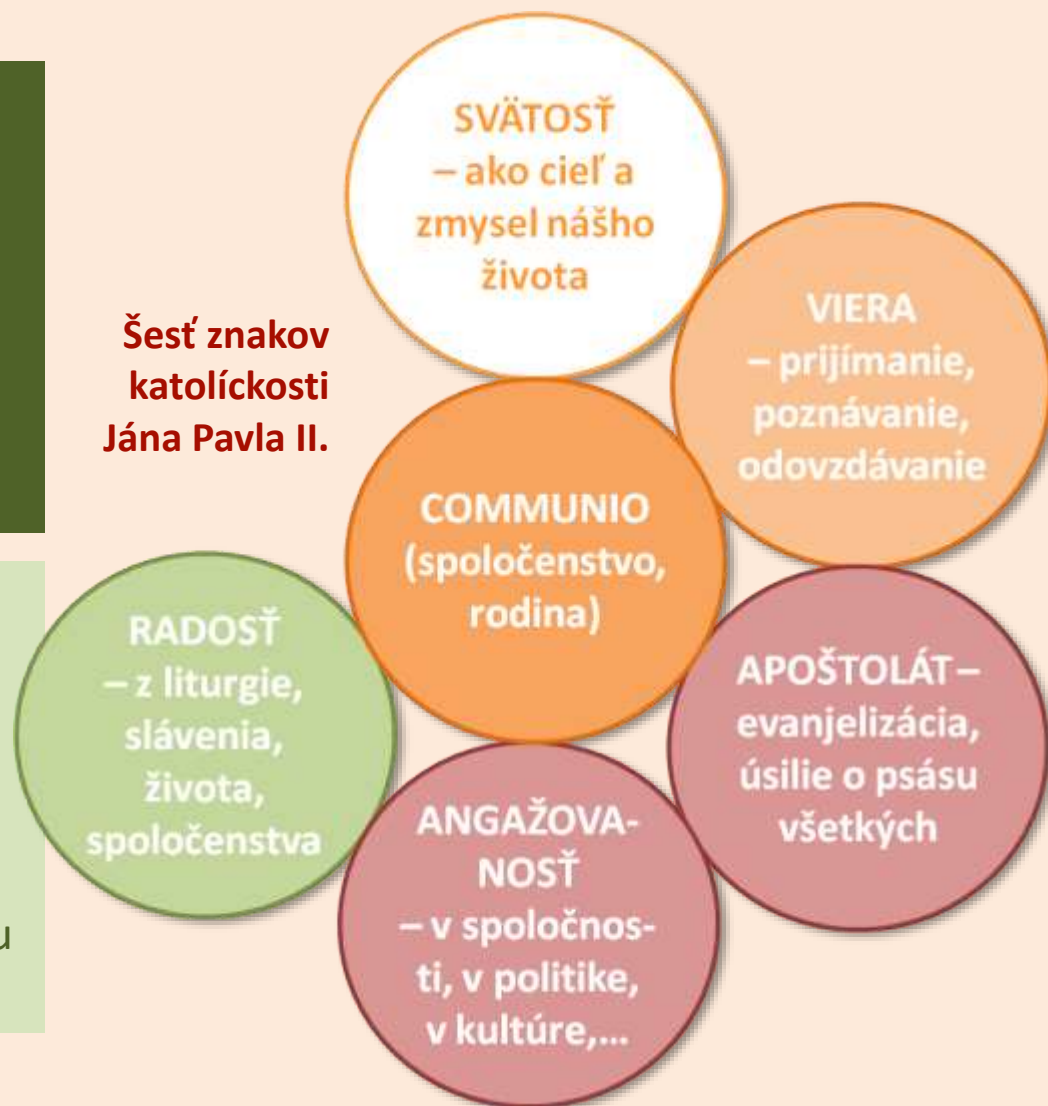 Šesť znakov
katolíckosti
Jána Pavla II.
SVÄTOSŤ
– ako cieľ a
zmysel nášho
života
VIERA
– prijímanie,
poznávanie,
odovzdávanie
COMMUNIO
(spoločenstvo,
rodina)
APOŠTOLÁT –
evanjelizácia,
úsilie o psásu
všetkých
ANGAŽOVA-
NOSŤ
– v spoločnos-
ti, v politike,
v kultúre,...
RADOSŤ
– z liturgie,
slávenia,
života,
spoločenstva
u